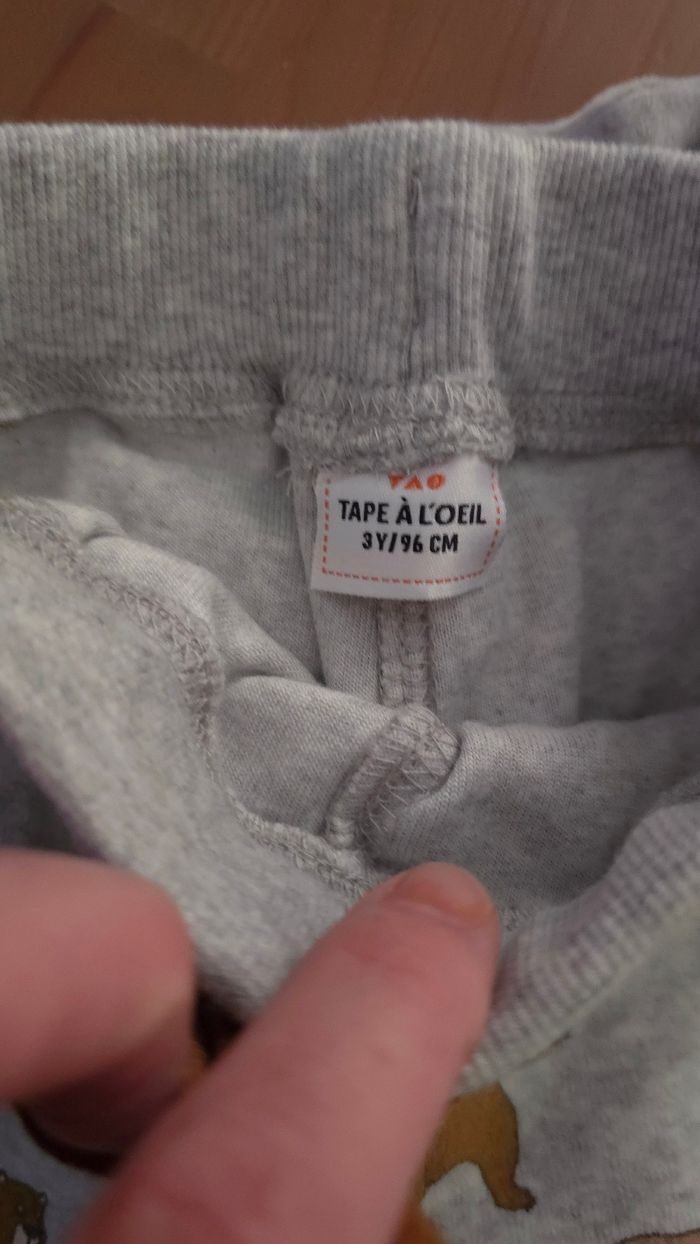 TAO
TAPE À L'OEIL
3Y/96 CM